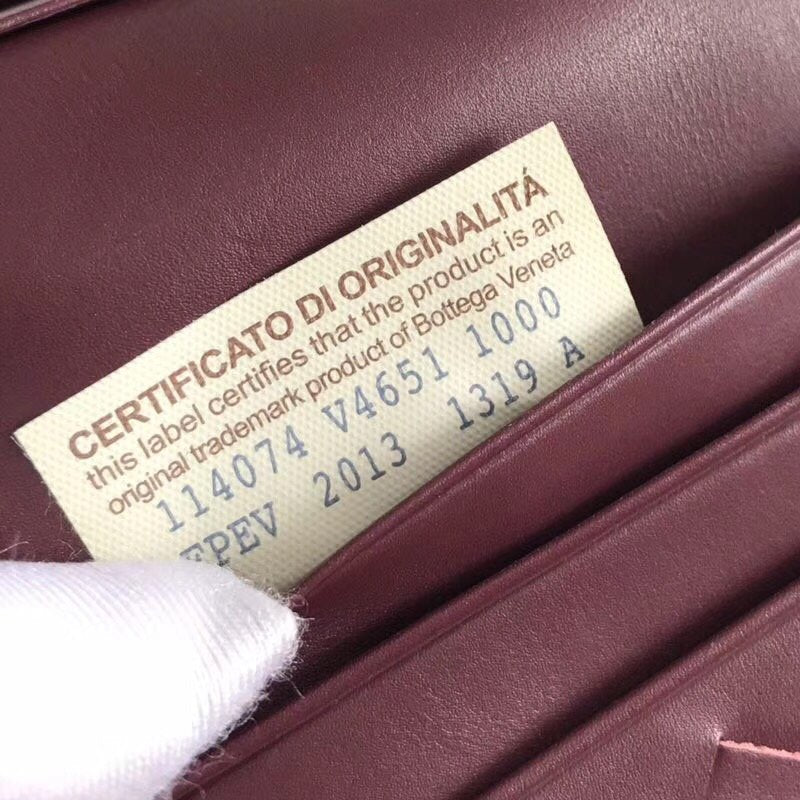 CERTIFICATO DI ORIGINALITÁ
this label certifies that the product is an
original trademark product of Bottega Veneta
114074 V4651 1000
EPEV 2013 1319 A